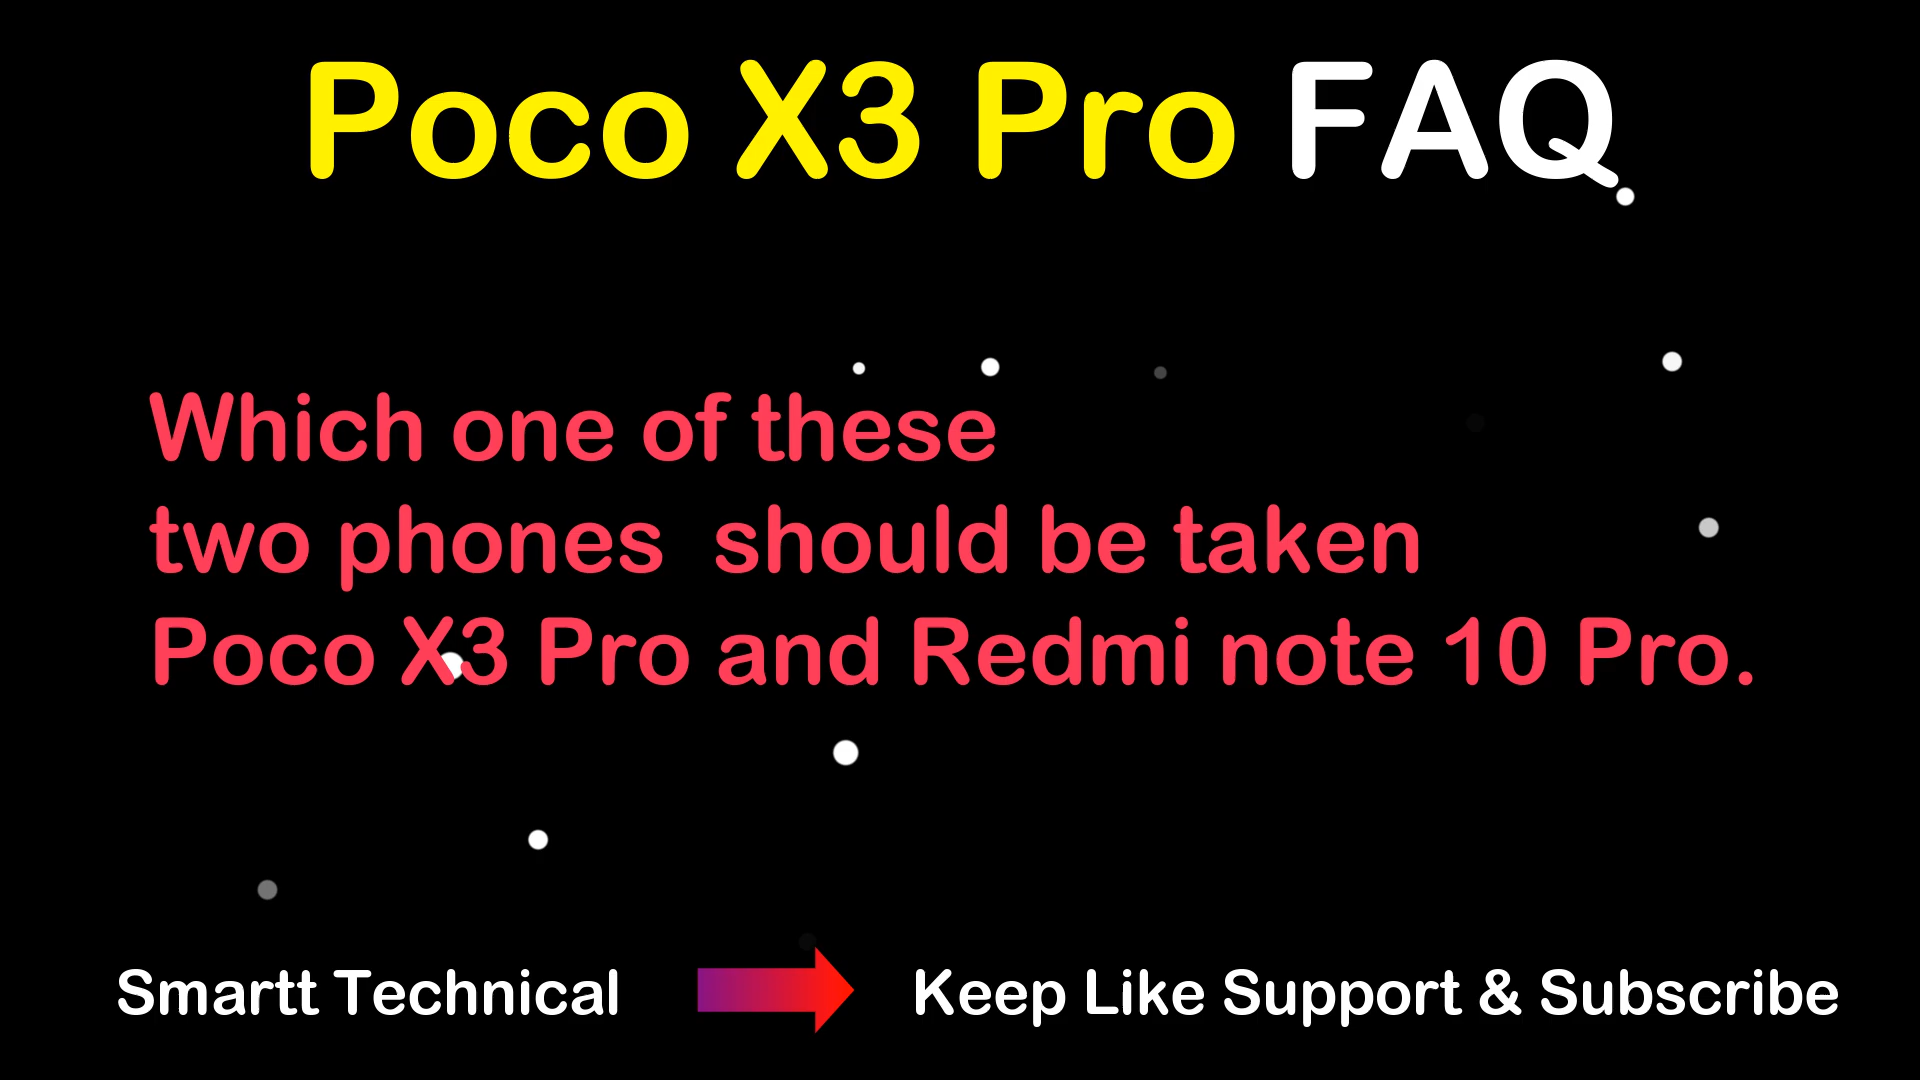 Poco X3 Pro FAQ
Which one of these
two phones  should be taken
Poco X3 Pro and Redmi note 10 Pro.
Smartt Technical
Keep Like Support & Subscribe